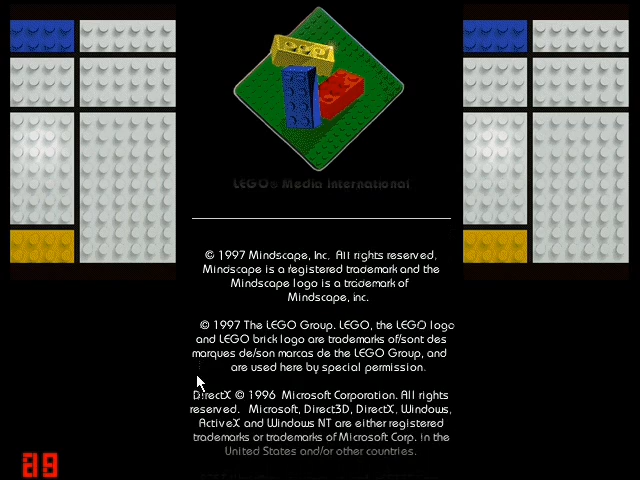 LEGO® Media International
© 1997 Mindscape, Inc. All rights reserved.
Mindscape is a registered trademark and the
Mindscape logo is a trademark of
Mindscape, inc.
© 1997 The LEGO Group. LEGO, the LEGO logo
and LEGO brick logo are trademarks of/sont des
marques de/son marcas de the LEGO Group, and
are used here by special permission.
DirectX © 1996 Microsoft Corporation. All rights
reserved. Microsoft, Direct3D, DirectX, Windows,
ActiveX and Windows NT are either registered
trademarks or trademarks of Microsoft Corp. in the
United States and/or other countries.